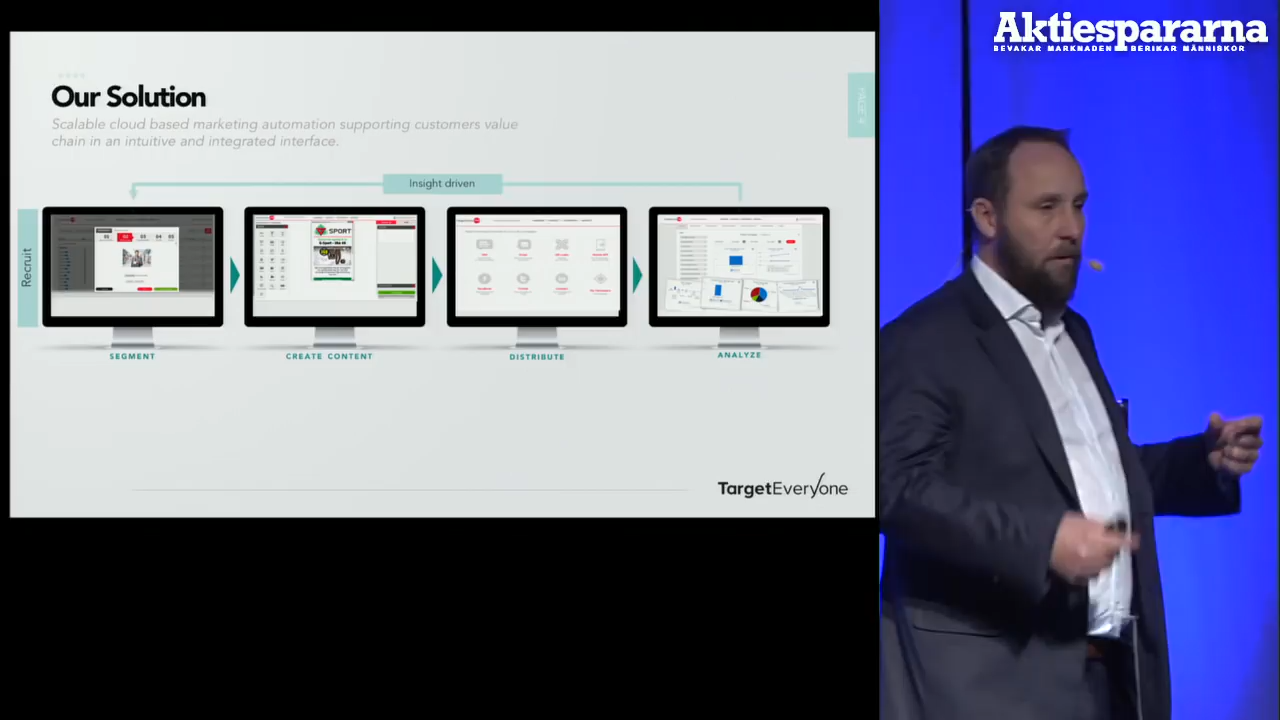 Aktiespararna
BEVAKAR MARKNADEN BERIKAR MÄNNISKOR
Our Solution
Scalable cloud based marketing automation supporting customers value
chain in an intuitive and integrated interface.
Insight driven
Recruit
SPORT
SEGMENT
CREATE CONTENT
DISTRIBUTE
ANALYZE
TargetEveryone